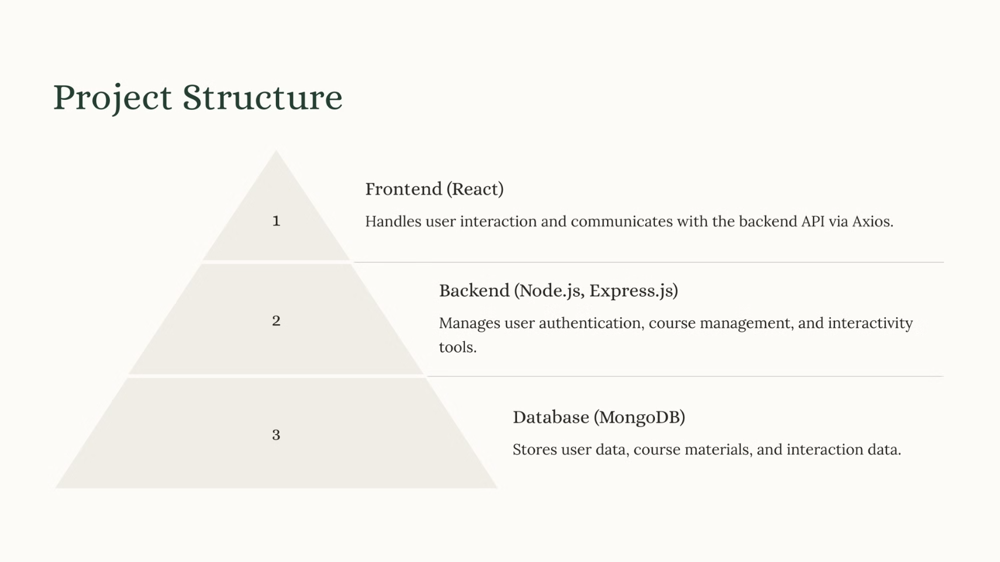 Project Structure
1
Frontend (React)
Handles user interaction and communicates with the backend API via Axios.
2
Backend (Node.js, Express.js)
Manages user authentication, course management, and interactivity
tools.
3
Database (MongoDB)
Stores user data, course materials, and interaction data.